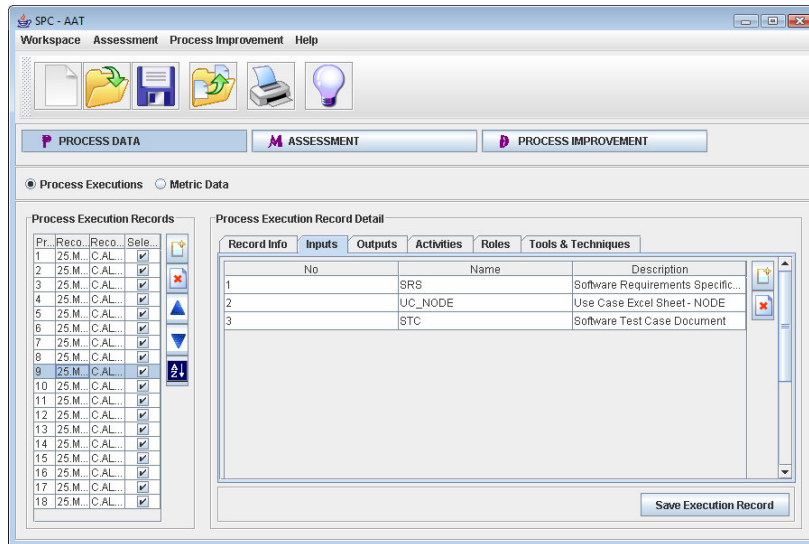 SPC - AAT
Workspace Assessment Process Improvement Help
PROCESS DATA M ASSESSMENT PROCESS IMPROVEMENT
Process Executions Metric Data
Process Execution Records
Pr... Reco... Reco... Sele...
1 25.M... C.AL...
2 25.M... C.AL...
3 25.M... C.AL...
4 25.M... C.AL...
5 25.M... C.AL...
6 25.M... C.AL...
7 25.M... C.AL...
8 25.M... C.AL...
9 25.M... C.AL...
10 25.M... C.AL...
11 25.M... C.AL...
12 25.M... C.AL...
13 25.M... C.AL...
14 25.M... C.AL...
15 25.M... C.AL...
16 25.M... C.AL...
17 25.M... C.AL...
18 25.M... C.AL...
A
Z
Process Execution Record Detail
Record Info Inputs Outputs Activities Roles Tools & Techniques
No Name Description
1 SRS Software Requirements Specific...
2 UC_NODE Use Case Excel Sheet - NODE
3 STC Software Test Case Document
Save Execution Record